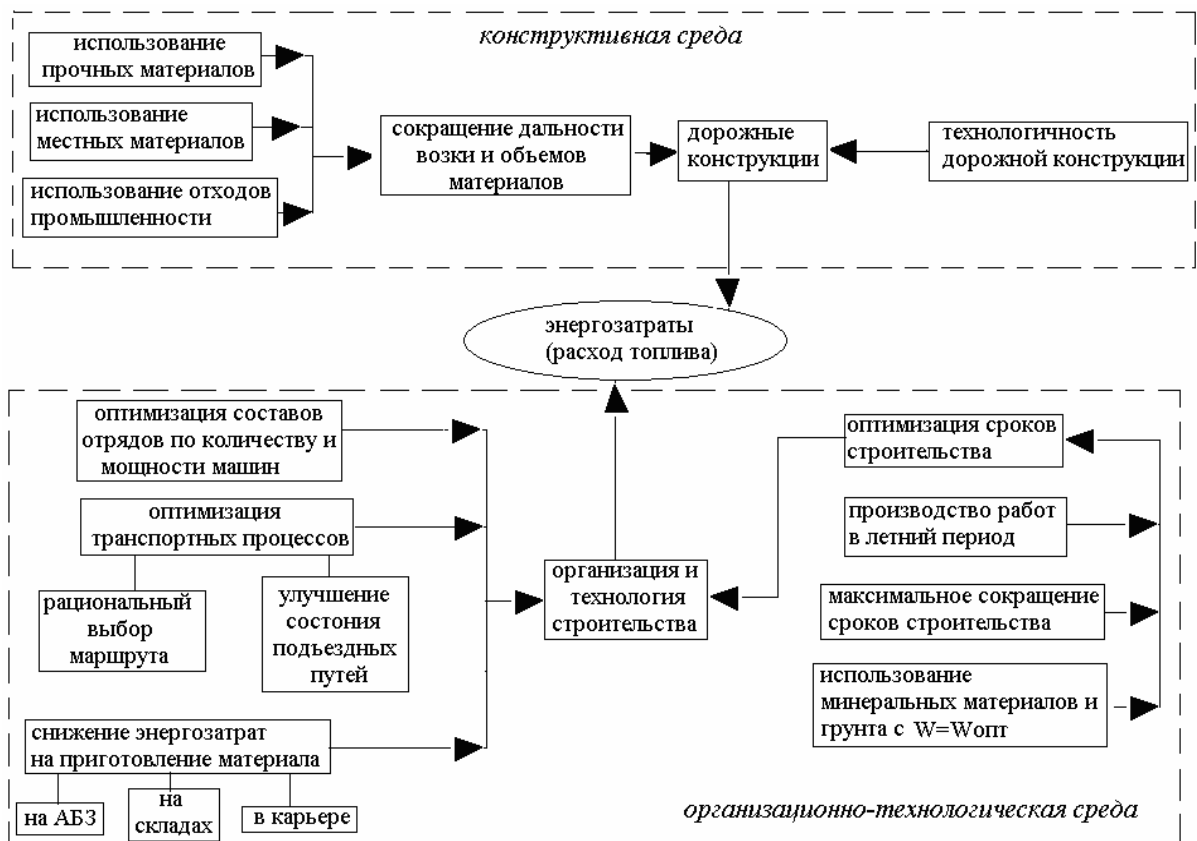 конструктивная среда
использование
прочных материалов
использование
местных материалов
использование отходов
промышленности
сокращение дальности
возки и объемов
материалов
дорожные
конструкции
технологичность
дорожной конструкции
энергозатраты
(расход топлива)
оптимизация составов
отрядов по количеству и
мощности машин
оптимизация
транспортных процессов
рациональный
выбор
маршрута
улучшение
состония
подьездных
путей
снижение энергозатрат
на приготовление материала
на АБЗ
на
складах
в карьере
организация и
технология
строительства
оптимизация сроков
строительства
производство работ
в летний период
максимальное сокращение
сроков строительства
использование
минеральных материалов и
грунта с W=Wопт
организационно-технологическая среда